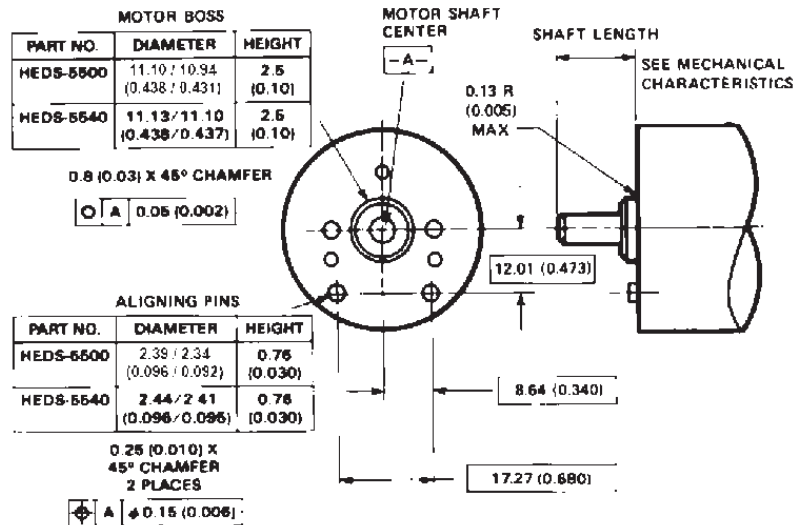 MOTOR BOSS
PART NO. DIAMETER HEIGHT
HEDS-5500 11.10 / 10.94 2.5
(0.438 / 0.431) (0.10)
HEDS-5540 11.13/11.10 2.5
(0.438/0.437) (0.10)
0.8 (0.03) X 45° CHAMFER
A 0.05 (0.002)
MOTOR SHAFT
CENTER
-A-
SHAFT LENGTH
SEE MECHANICAL
CHARACTERISTICS
0.13 R
(0.005)
MAX
12.01 (0.473)
ALIGNING PINS
PART NO. DIAMETER HEIGHT
HEDS-5500 2.39 / 2.34 0.76
(0.096 / 0.092) (0.030)
HEDS-5540 2.44/2.41 0.76
(0.096/0.095) (0.030)
0.25 (0.010) X
45° CHAMFER
2 PLACES
A ø 0.15 (0.006)
8.64 (0.340)
17.27 (0.680)